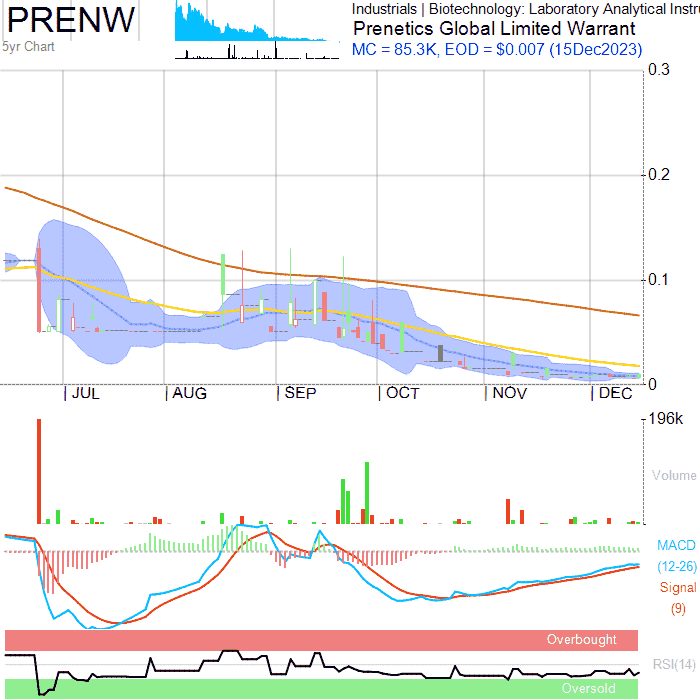 PRENW
5yr Chart
Industrials | Biotechnology: Laboratory Analytical Instru
Prenetics Global Limited Warrant
MC = 85.3K, EOD = $0.007 (15Dec2023)
0.3
0.2
0.1
0
JUL
AUG
SEP
OCT
NOV
DEC
196k
Volume
MACD
(12-26)
Signal
(9)
Overbought
RSI(14)
Oversold